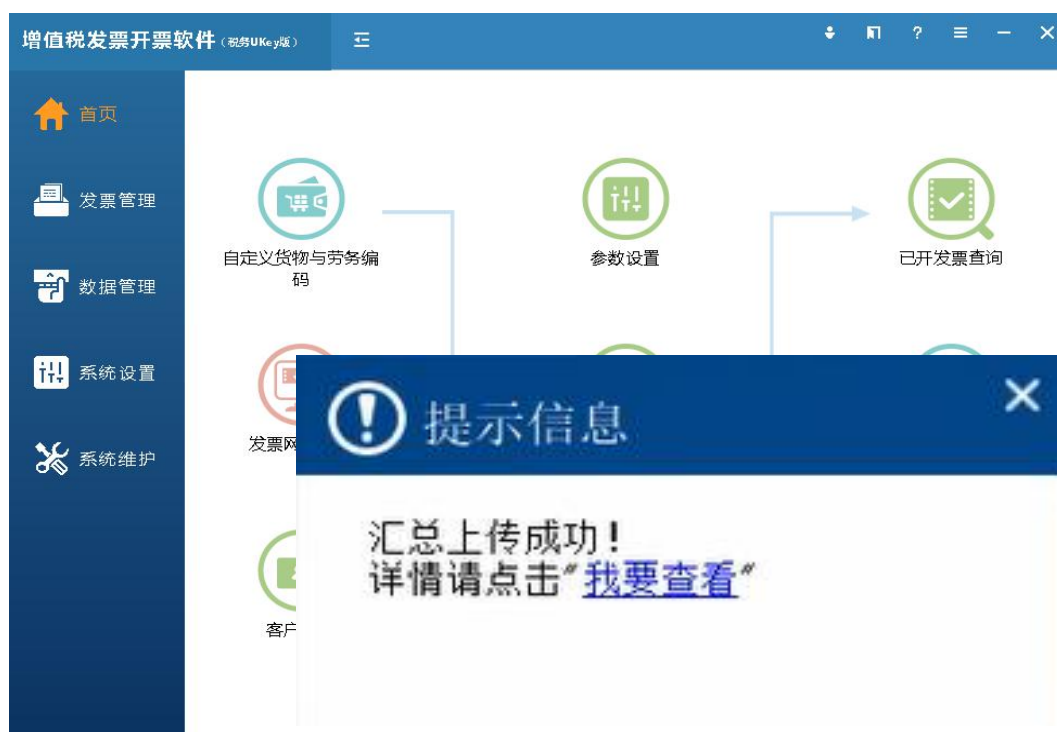 增值税发票开票软件（税务UKey版）
首页
发票管理
数据管理
系统设置
系统维护
自定义货物与劳务编
码
参数设置
已开发票查询
发票网
客户
提示信息
汇总上传成功！
详情请点击“我要查看”